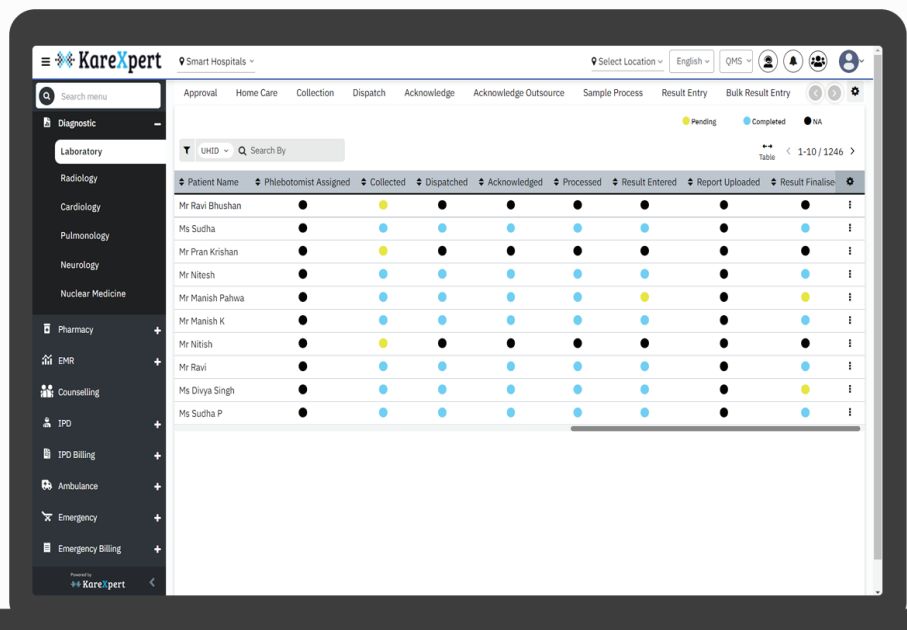 KareXpert
Smart Hospitals
Select Location
English
QMS
Search menu
Diagnostic
Laboratory
Radiology
Cardiology
Pulmonology
Neurology
Nuclear Medicine
Pharmacy
EMR
Counselling
IPD
IPD Billing
Ambulance
Emergency
Emergency Billing
Powered by
KareXpert
Approval Home Care Collection Dispatch Acknowledge Acknowledge Outsource Sample Process Result Entry Bulk Result Entry
Pending Completed NA
UHID Search By
Table
1-10 / 1246
Patient Name Phlebotomist Assigned Collected Dispatched Acknowledged Processed Result Entered Report Uploaded Result Finalise
Mr Ravi Bhushan
Ms Sudha
Mr Pran Krishan
Mr Nitesh
Mr Manish Pahwa
Mr Manish K
Mr Nitish
Mr Ravi
Ms Divya Singh
Ms Sudha P